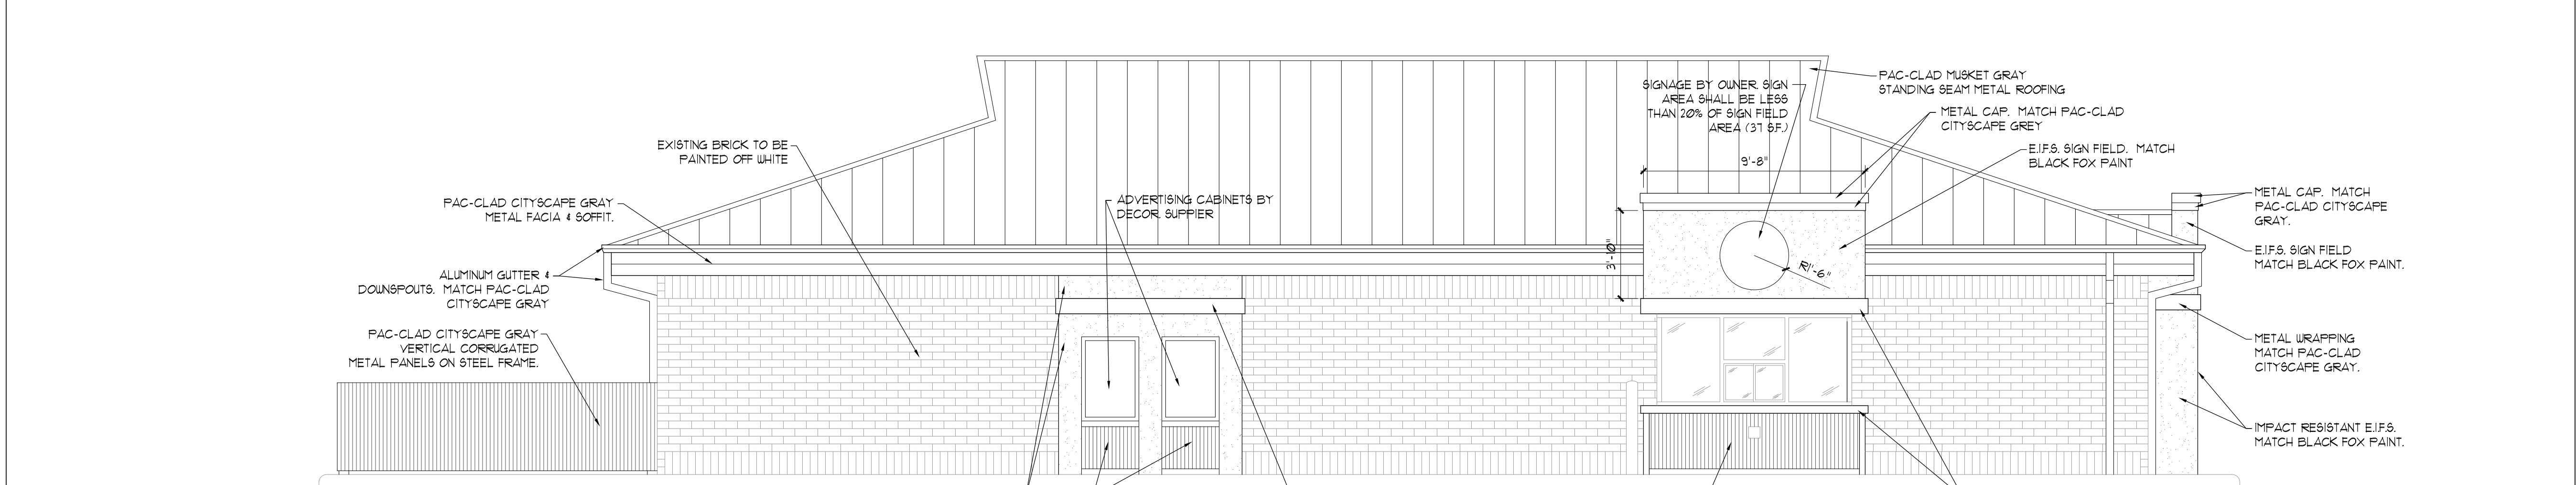 PAC-CLAD MUSKET GRAY
STANDING SEAM METAL ROOFING
SIGNAGE BY OWNER. SIGN
AREA SHALL BE LESS
THAN 20% OF SIGN FIELD
AREA (37 S.F.)
METAL CAP. MATCH PAC-CLAD
CITYSCAPE GREY
EXISTING BRICK TO BE
PAINTED OFF WHITE
E.I.F.S. SIGN FIELD. MATCH
BLACK FOX PAINT
9'-8"
PAC-CLAD CITYSCAPE GRAY
METAL FACIA & SOFFIT.
ADVERTISING CABINETS BY
DECOR SUPPIER
METAL CAP. MATCH
PAC-CLAD CITYSCAPE
GRAY.
3'-10"
R1'-6"
E.I.F.S. SIGN FIELD
MATCH BLACK FOX PAINT.
ALUMINUM GUTTER &
DOWNSPOUTS. MATCH PAC-CLAD
CITYSCAPE GRAY
PAC-CLAD CITYSCAPE GRAY
VERTICAL CORRUGATED
METAL PANELS ON STEEL FRAME.
METAL WRAPPING
MATCH PAC-CLAD
CITYSCAPE GRAY.
IMPACT RESISTANT E.I.F.S.
MATCH BLACK FOX PAINT.